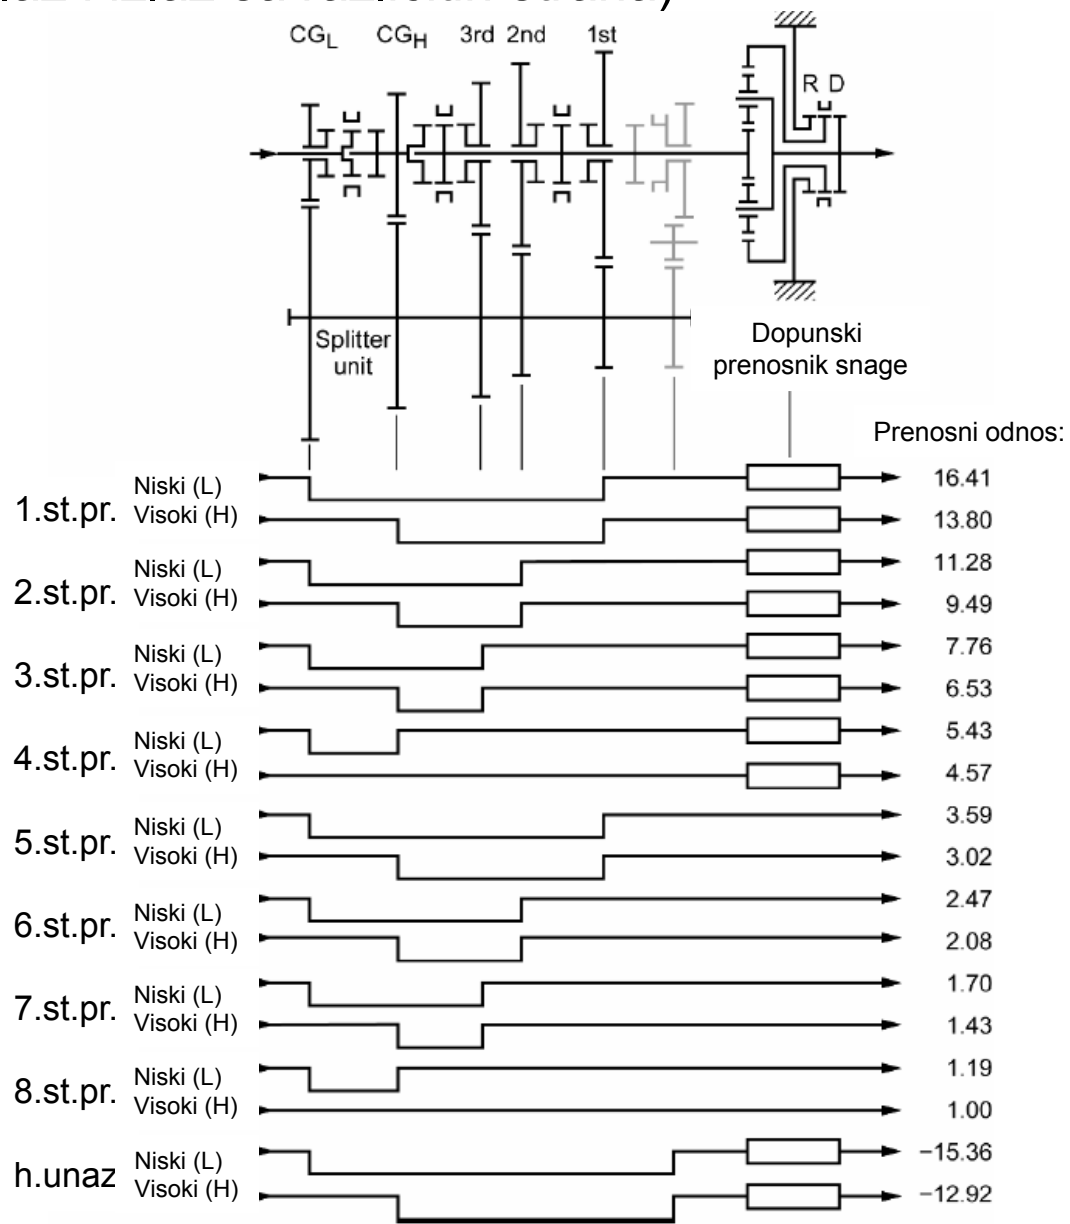 CGL CGH 3rd 2nd 1st
R D
Splitter
unit
Dopunski
prenosnik snage
Prenosni odnos:
1.st.pr. Niski (L) 16.41
Visoki (H) 13.80
2.st.pr. Niski (L) 11.28
Visoki (H) 9.49
3.st.pr. Niski (L) 7.76
Visoki (H) 6.53
4.st.pr. Niski (L) 5.43
Visoki (H) 4.57
5.st.pr. Niski (L) 3.59
Visoki (H) 3.02
6.st.pr. Niski (L) 2.47
Visoki (H) 2.08
7.st.pr. Niski (L) 1.70
Visoki (H) 1.43
8.st.pr. Niski (L) 1.19
Visoki (H) 1.00
h.unaz Niski (L) −15.36
Visoki (H) −12.92